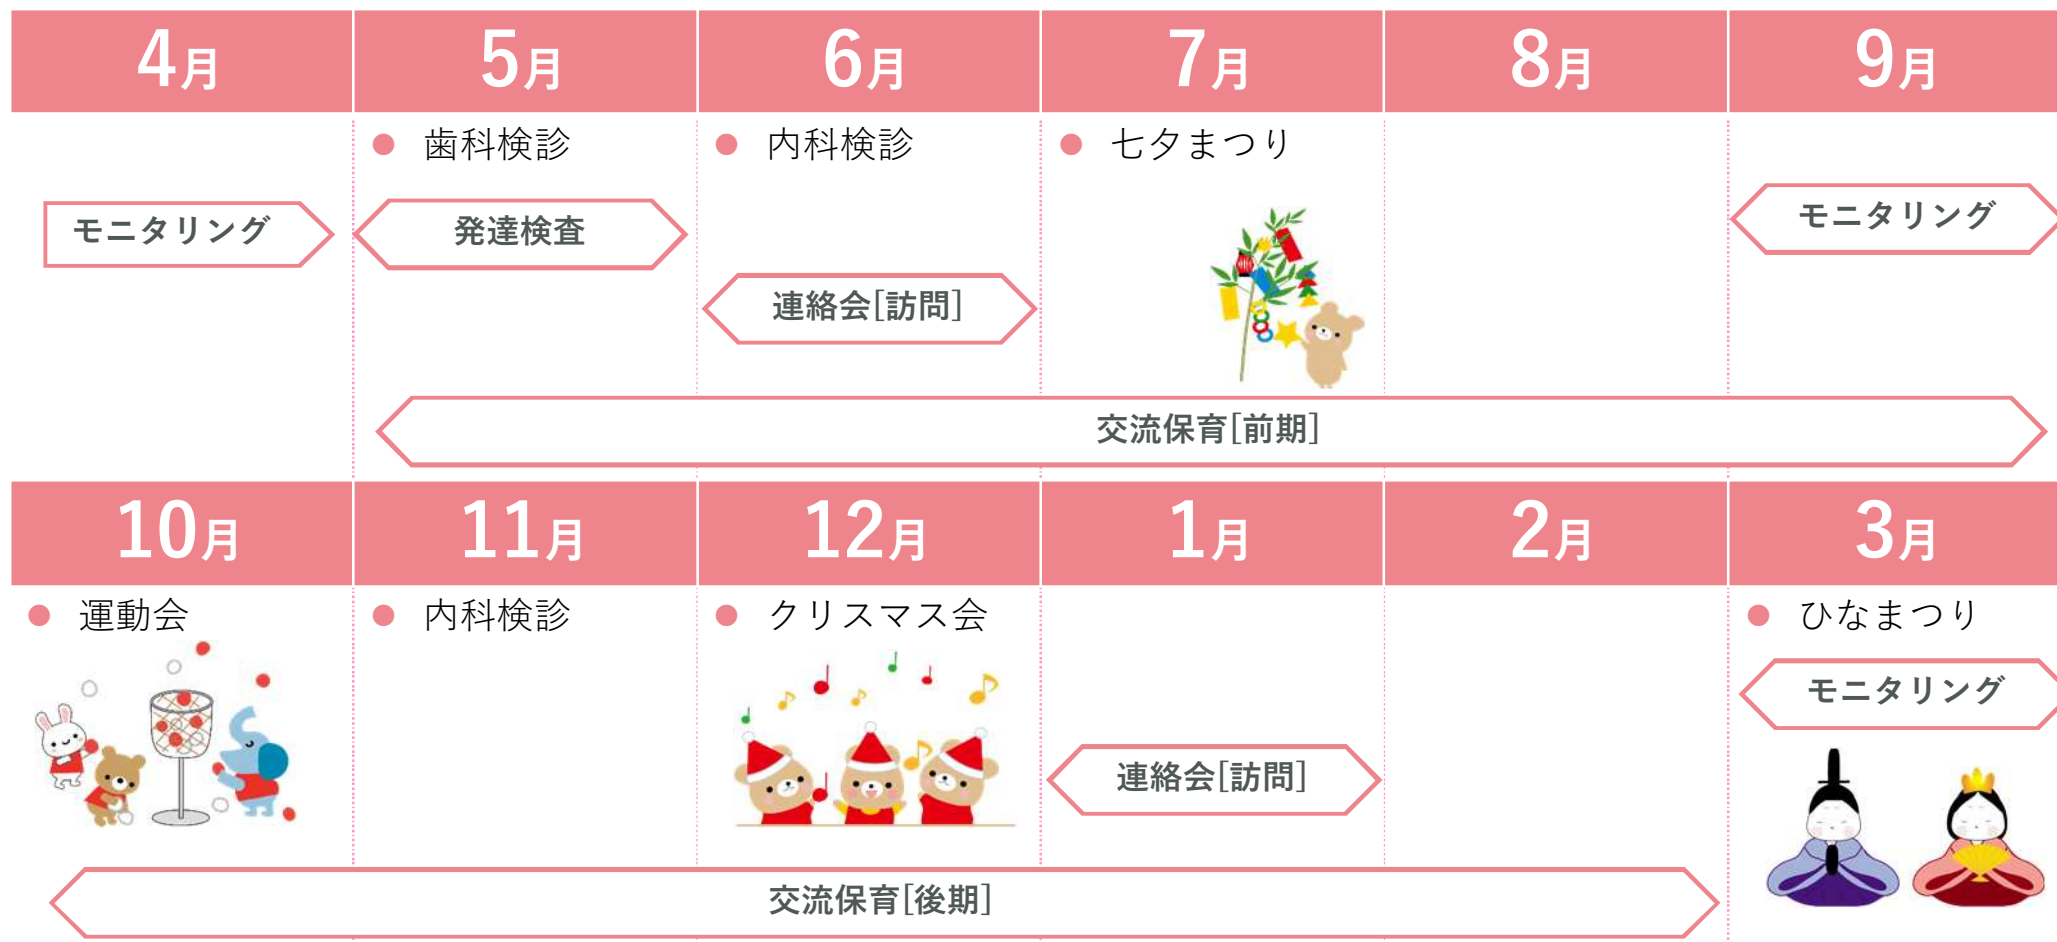 4月 5月 6月 7月 8月 9月
● 歯科検診 ● 内科検診 ● 七夕まつり
モニタリング 発達検査 モニタリング
連絡会[訪問]
交流保育[前期]
10月 11月 12月 1月 2月 3月
● 運動会 ● 内科検診 ● クリスマス会 ● ひなまつり
モニタリング
連絡会[訪問]
交流保育[後期]